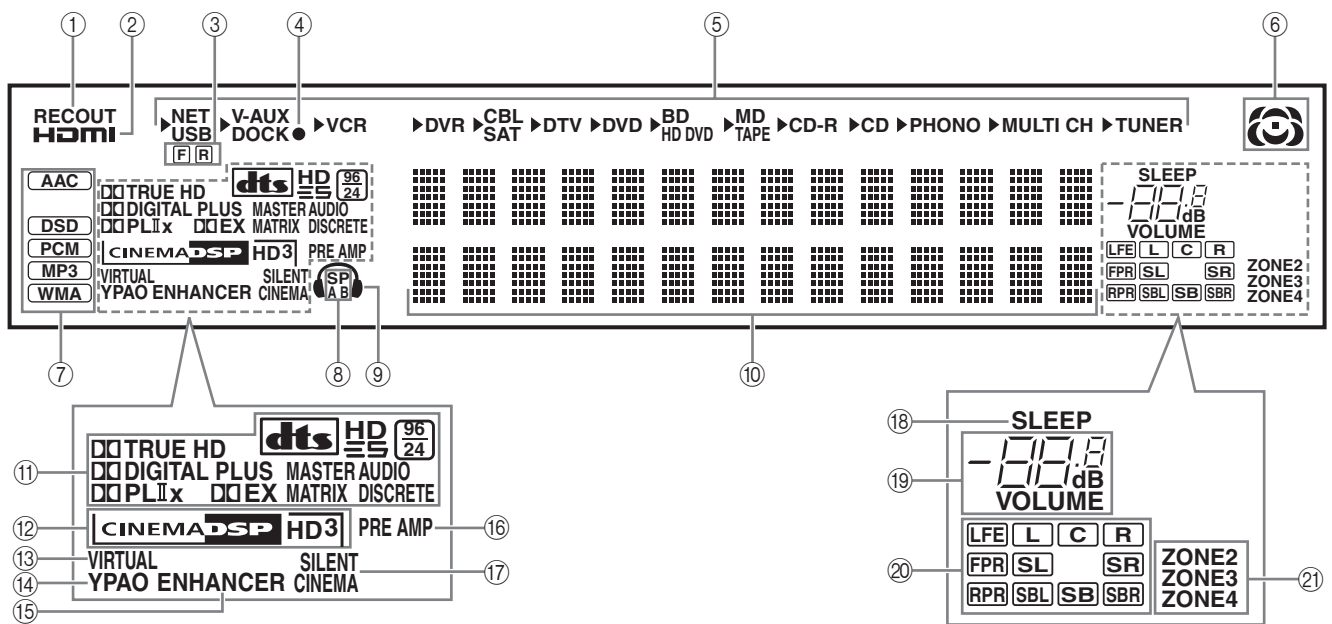 ① ② ③ ④ ⑤ ⑥
RECOUT
HDMI
▶NET USB ▶V-AUX DOCK● ▶VCR ▶DVR ▶CBL SAT ▶DTV ▶DVD ▶BD HD DVD ▶MD TAPE ▶CD-R ▶CD ▶PHONO ▶MULTI CH ▶TUNER
F R
AAC
DSD
PCM
MP3
WMA
TRUE HD dts HD ES 96 24
DIGITAL PLUS MASTER AUDIO
PLⅡx EX MATRIX DISCRETE
CINEMA DSP HD3 PRE AMP
VIRTUAL SILENT
YPAO ENHANCER CINEMA
SP
A B
SLEEP
-88.8 dB
VOLUME
LFE L C R
FPR SL SR
RPR SBL SB SBR
ZONE2
ZONE3
ZONE4
⑦ ⑧ ⑨ ⑩
⑪
TRUE HD dts HD ES 96 24
DIGITAL PLUS MASTER AUDIO
PLⅡx EX MATRIX DISCRETE
⑫ CINEMA DSP HD3 PRE AMP ⑯
⑬ VIRTUAL SILENT
⑭ YPAO ENHANCER CINEMA ⑰
⑮
⑱ SLEEP
⑲ -88.8 dB
VOLUME
⑳
LFE L C R
FPR SL SR
RPR SBL SB SBR
ZONE2
ZONE3
ZONE4
㉑